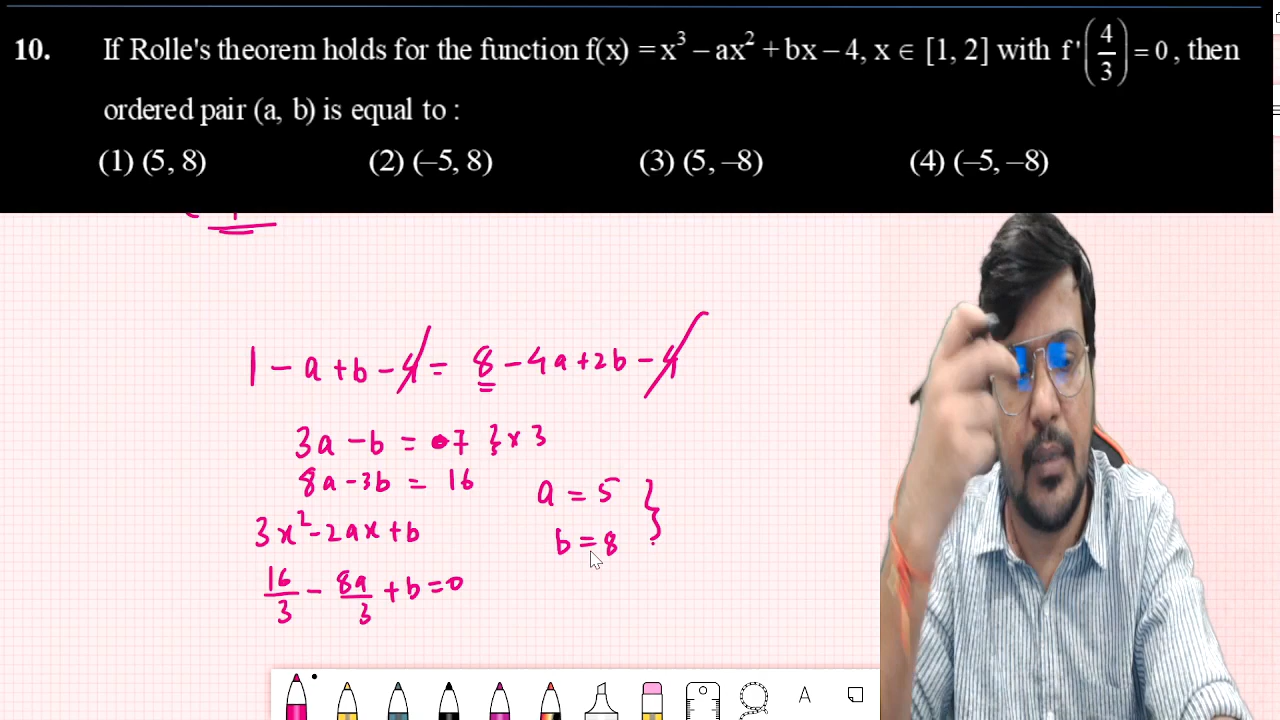 10. If Rolle's theorem holds for the function f(x) = x³ – ax² + bx – 4, x ∈ [1, 2] with f'(4/3) = 0, then
ordered pair (a, b) is equal to :
(1) (5, 8) (2) (–5, 8) (3) (5, –8) (4) (–5, –8)
1 - a + b - 4 = 8 - 4a + 2b - 4
3a - b = 7 } x 3
8a - 3b = 16
a = 5 }
3x² - 2ax + b
b = 8
16/3 - 8a/3 + b = 0
A